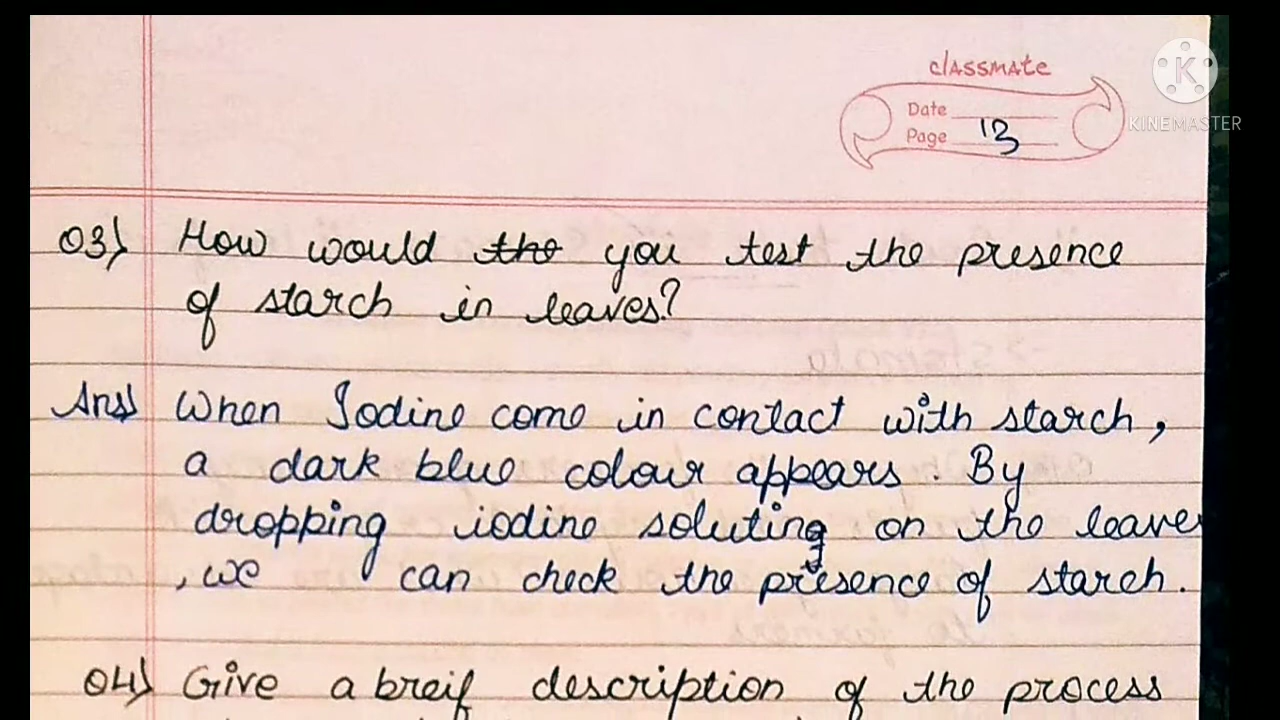 classmate
Date
Page 13
K
KINEMASTER
Q3) How would the you test the presence
of starch in leaves?
Ans) When Iodine come in contact with starch,
a dark blue colour appears. By
dropping iodine soluting on the leaves
, we can check the presence of starch.
Q4) Give a breif description of the process